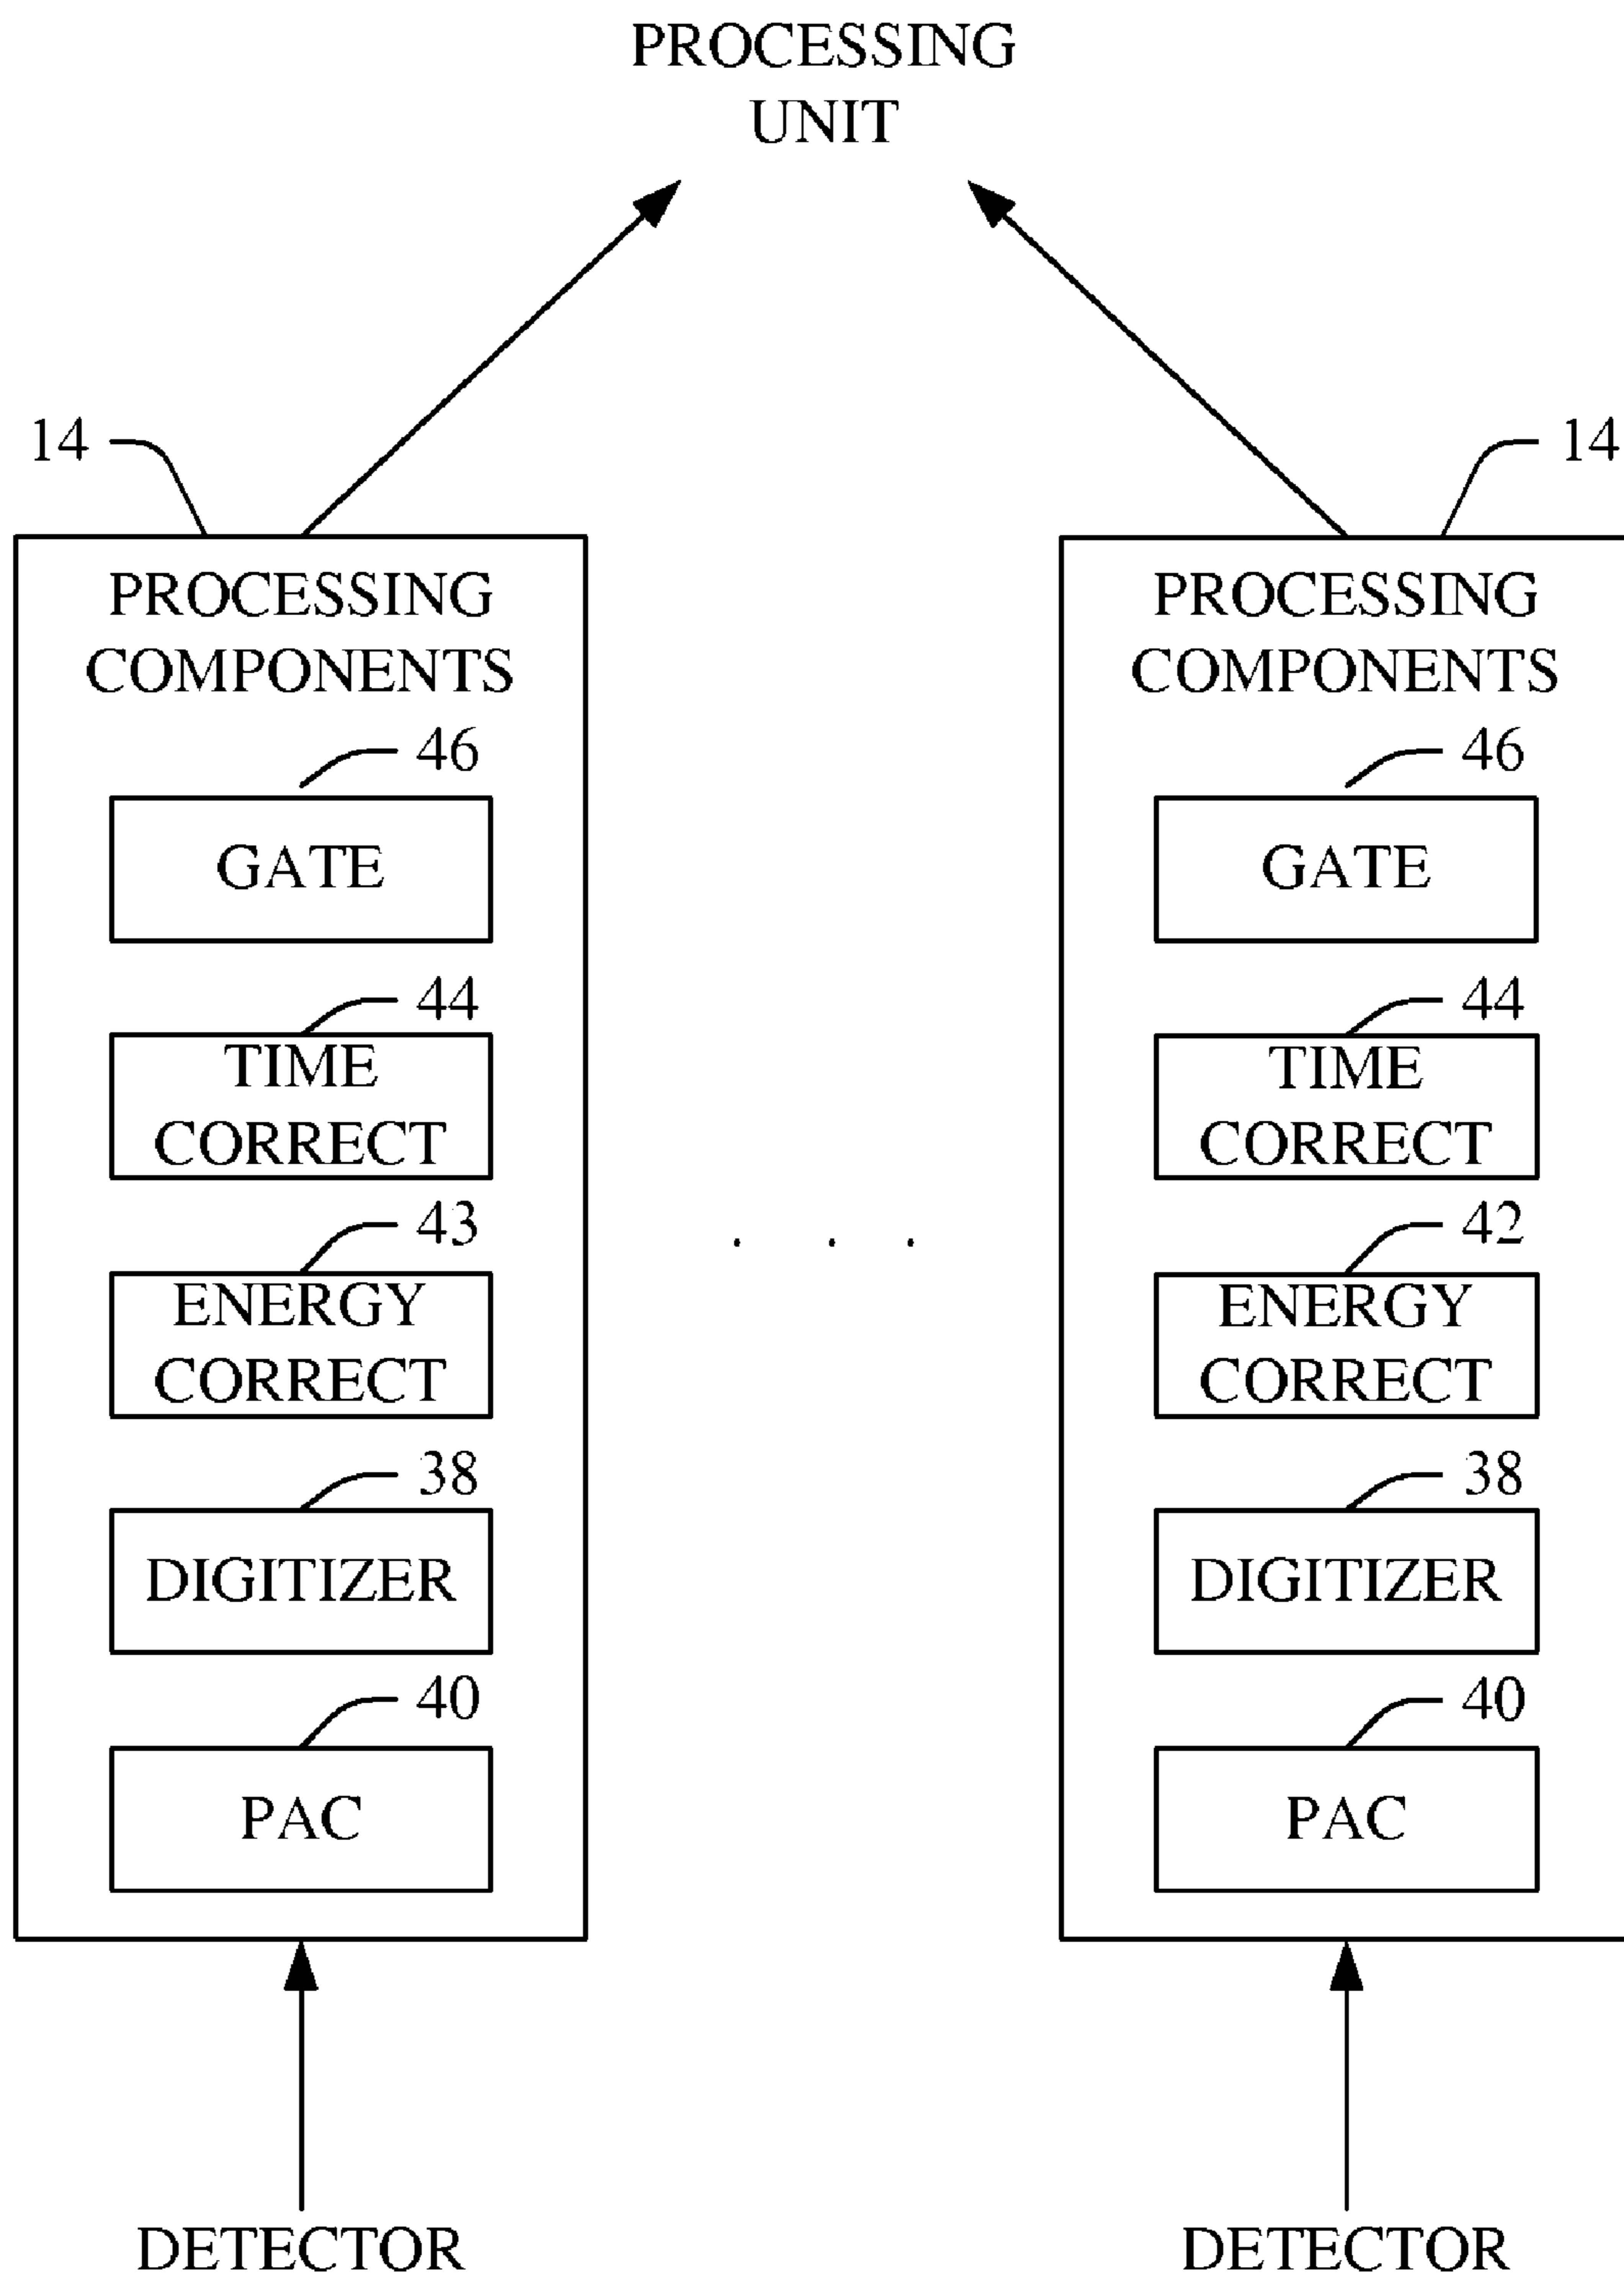 PROCESSING
UNIT
14
PROCESSING
COMPONENTS
46
GATE
44
TIME
CORRECT
43
ENERGY
CORRECT
38
DIGITIZER
40
PAC
DETECTOR
. . .
14
PROCESSING
COMPONENTS
46
GATE
44
TIME
CORRECT
42
ENERGY
CORRECT
38
DIGITIZER
40
PAC
DETECTOR